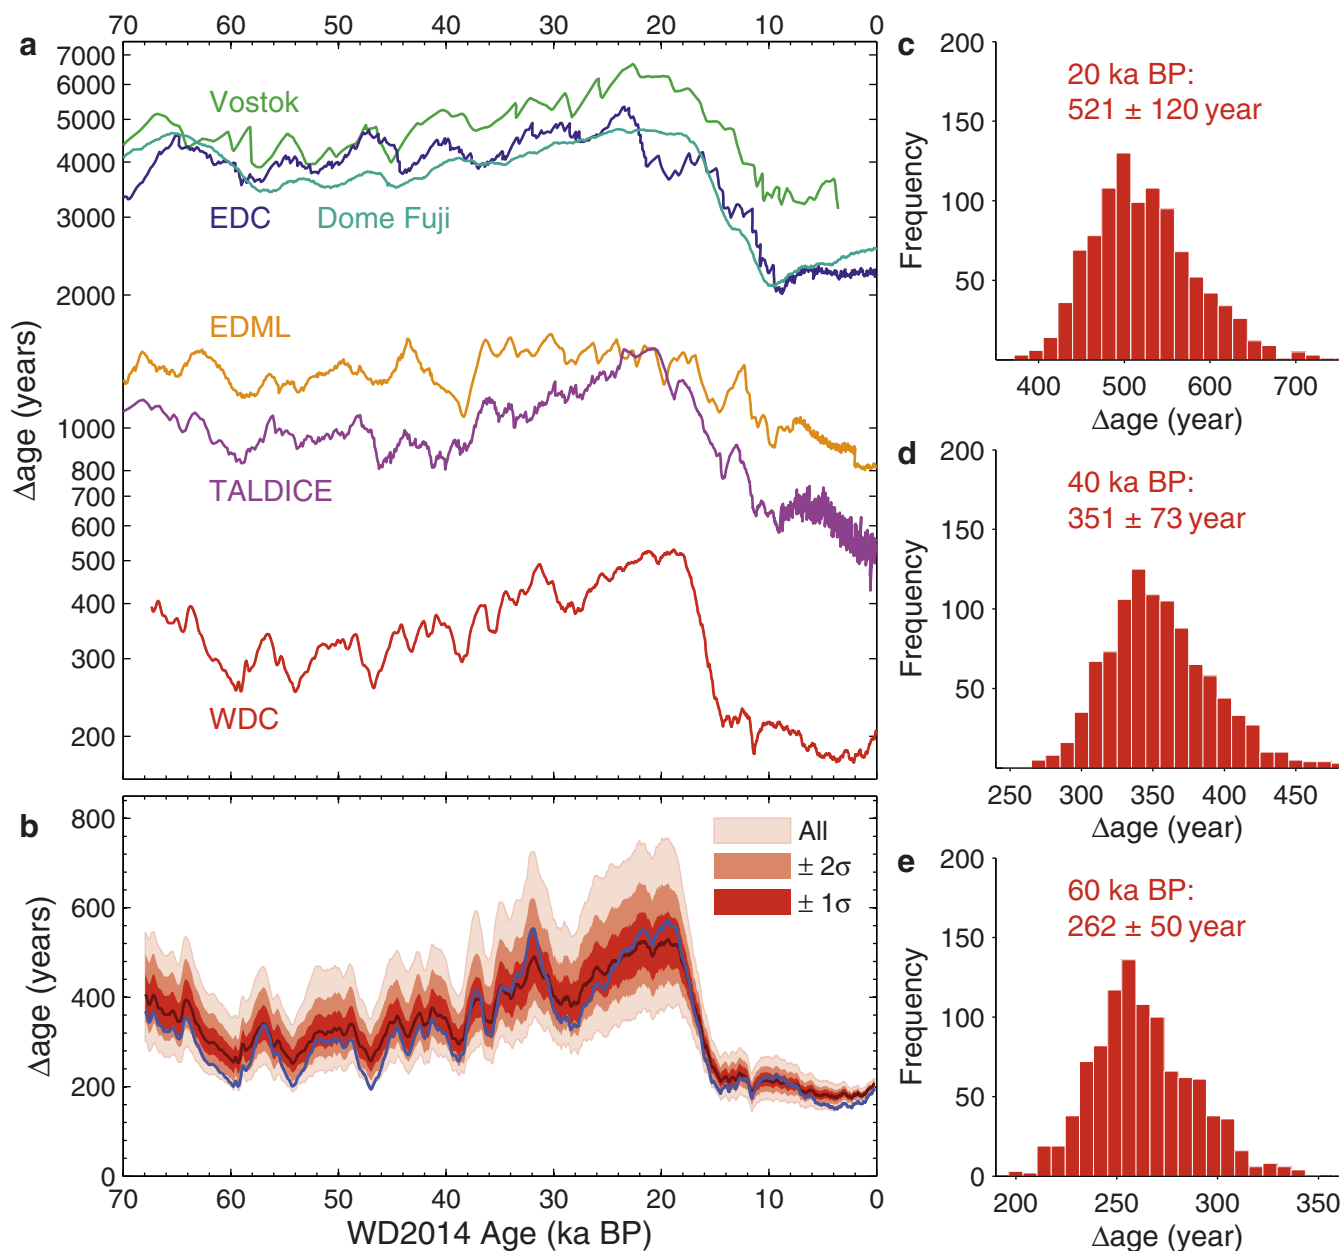 a
70 60 50 40 30 20 10 0
7000
6000
5000
4000
3000
2000
1000
800
700
600
500
400
300
200
Δage (years)
Vostok
EDC
Dome Fuji
EDML
TALDICE
WDC
b
800
600
400
200
0
Δage (years)
All
± 2σ
± 1σ
70 60 50 40 30 20 10 0
WD2014 Age (ka BP)
c
200
150
100
50
Frequency
20 ka BP:
521 ± 120 year
400 500 600 700
Δage (year)
d
200
150
100
50
Frequency
40 ka BP:
351 ± 73 year
250 300 350 400 450
Δage (year)
e
200
150
100
50
0
Frequency
60 ka BP:
262 ± 50 year
200 250 300 350
Δage (year)